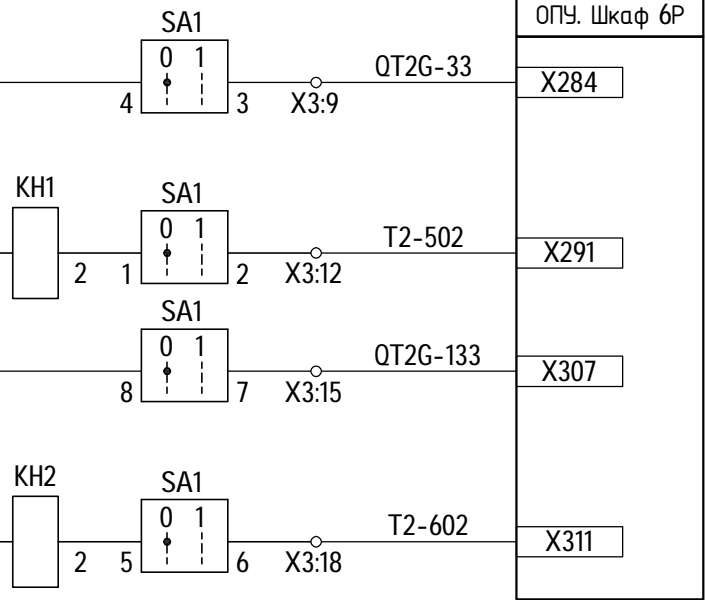 ОПУ. Шкаф 6Р
SA1
0 1
4 3
X3:9
QT2G-33
X284
KH1
2
SA1
0 1
1 2
X3:12
T2-502
X291
SA1
0 1
8 7
X3:15
QT2G-133
X307
KH2
2
SA1
0 1
5 6
X3:18
T2-602
X311